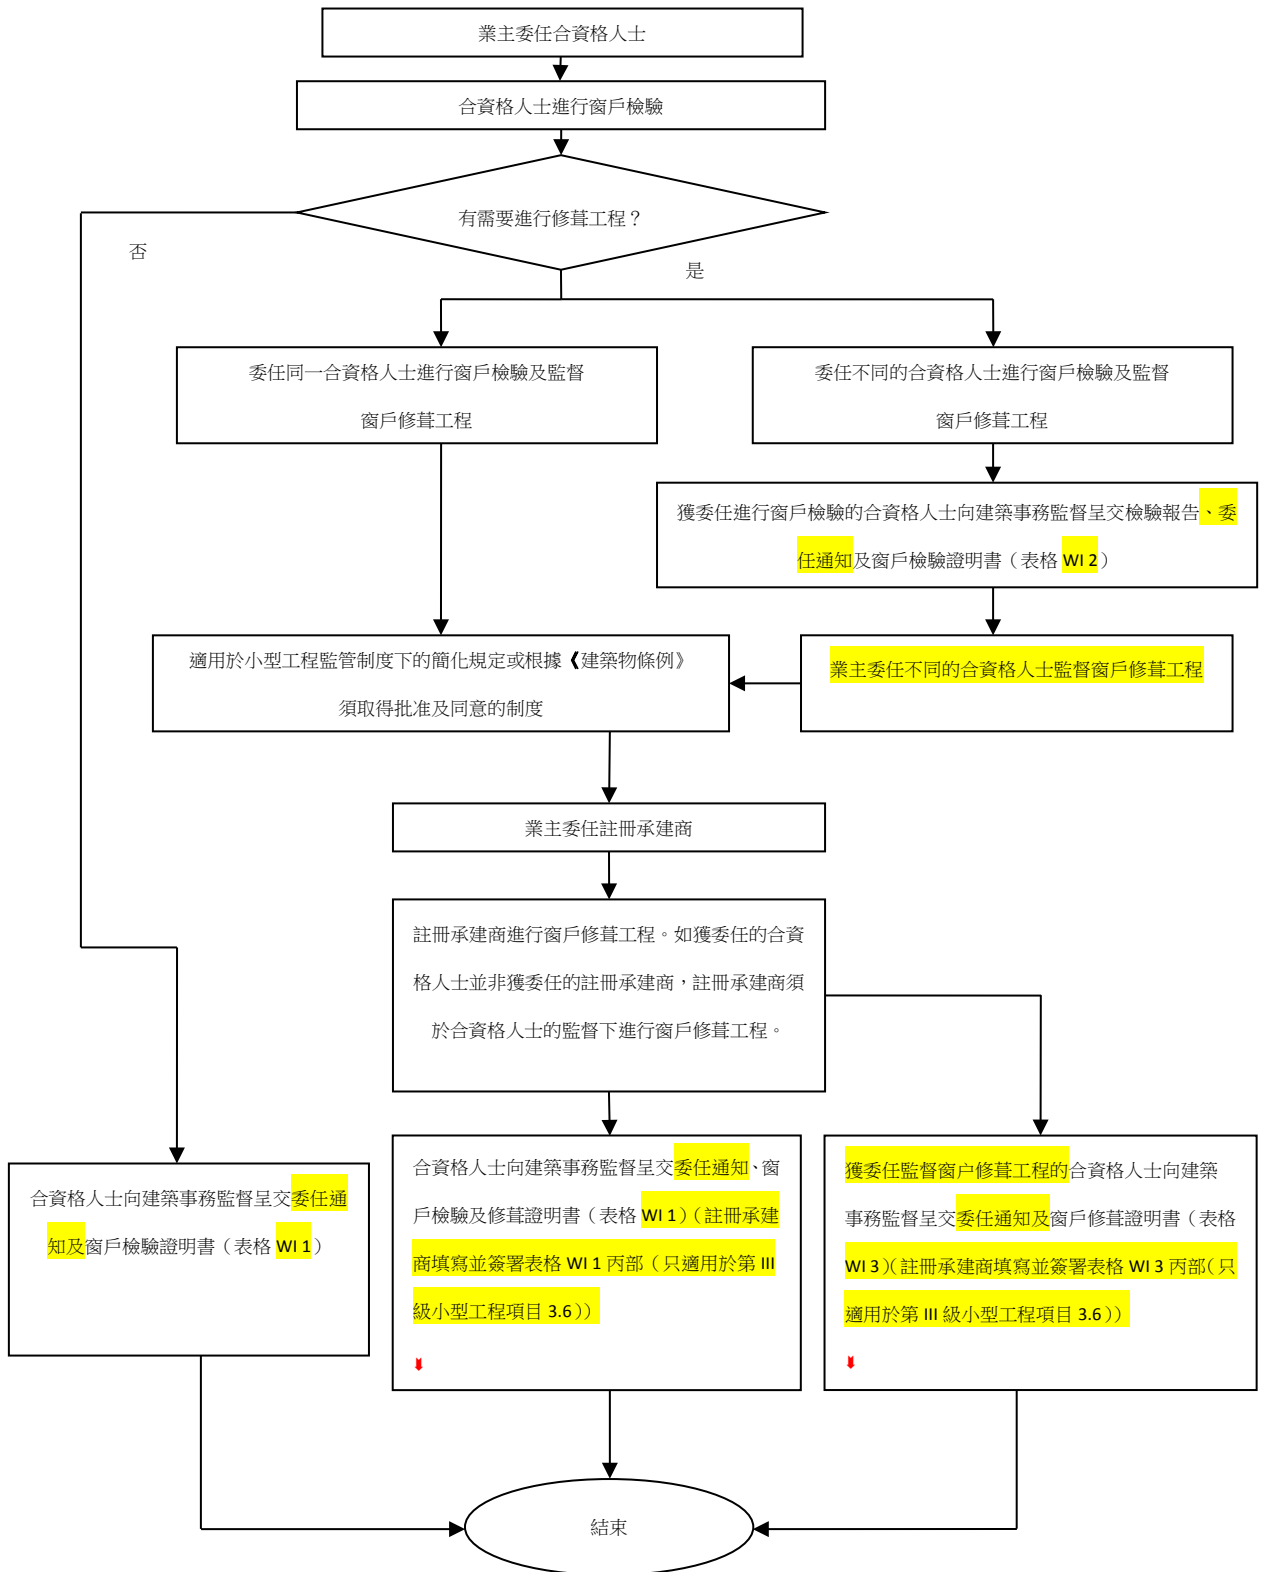 業主委任合資格人士
合資格人士進行窗戶檢驗
有需要進行修葺工程？
否
是
委任同一合資格人士進行窗戶檢驗及監督
窗戶修葺工程
委任不同的合資格人士進行窗戶檢驗及監督
窗戶修葺工程
獲委任進行窗戶檢驗的合資格人士向建築事務監督呈交檢驗報告、委
任通知及窗戶檢驗證明書（表格 WI 2）
適用於小型工程監管制度下的簡化規定或根據《建築物條例》
須取得批准及同意的制度
業主委任不同的合資格人士監督窗戶修葺工程
業主委任註冊承建商
註冊承建商進行窗戶修葺工程。如獲委任的合資
格人士並非獲委任的註冊承建商，註冊承建商須
於合資格人士的監督下進行窗戶修葺工程。
合資格人士向建築事務監督呈交委任通
知及窗戶檢驗證明書（表格 WI 1）
合資格人士向建築事務監督呈交委任通知、窗
戶檢驗及修葺證明書（表格 WI 1）（註冊承建
商填寫並簽署表格 WI 1 丙部（只適用於第 III
級小型工程項目 3.6））
獲委任監督窗户修葺工程的合資格人士向建築
事務監督呈交委任通知及窗戶修葺證明書（表格
WI 3）（註冊承建商填寫並簽署表格 WI 3 丙部（只
適用於第 III 級小型工程項目 3.6））
結束